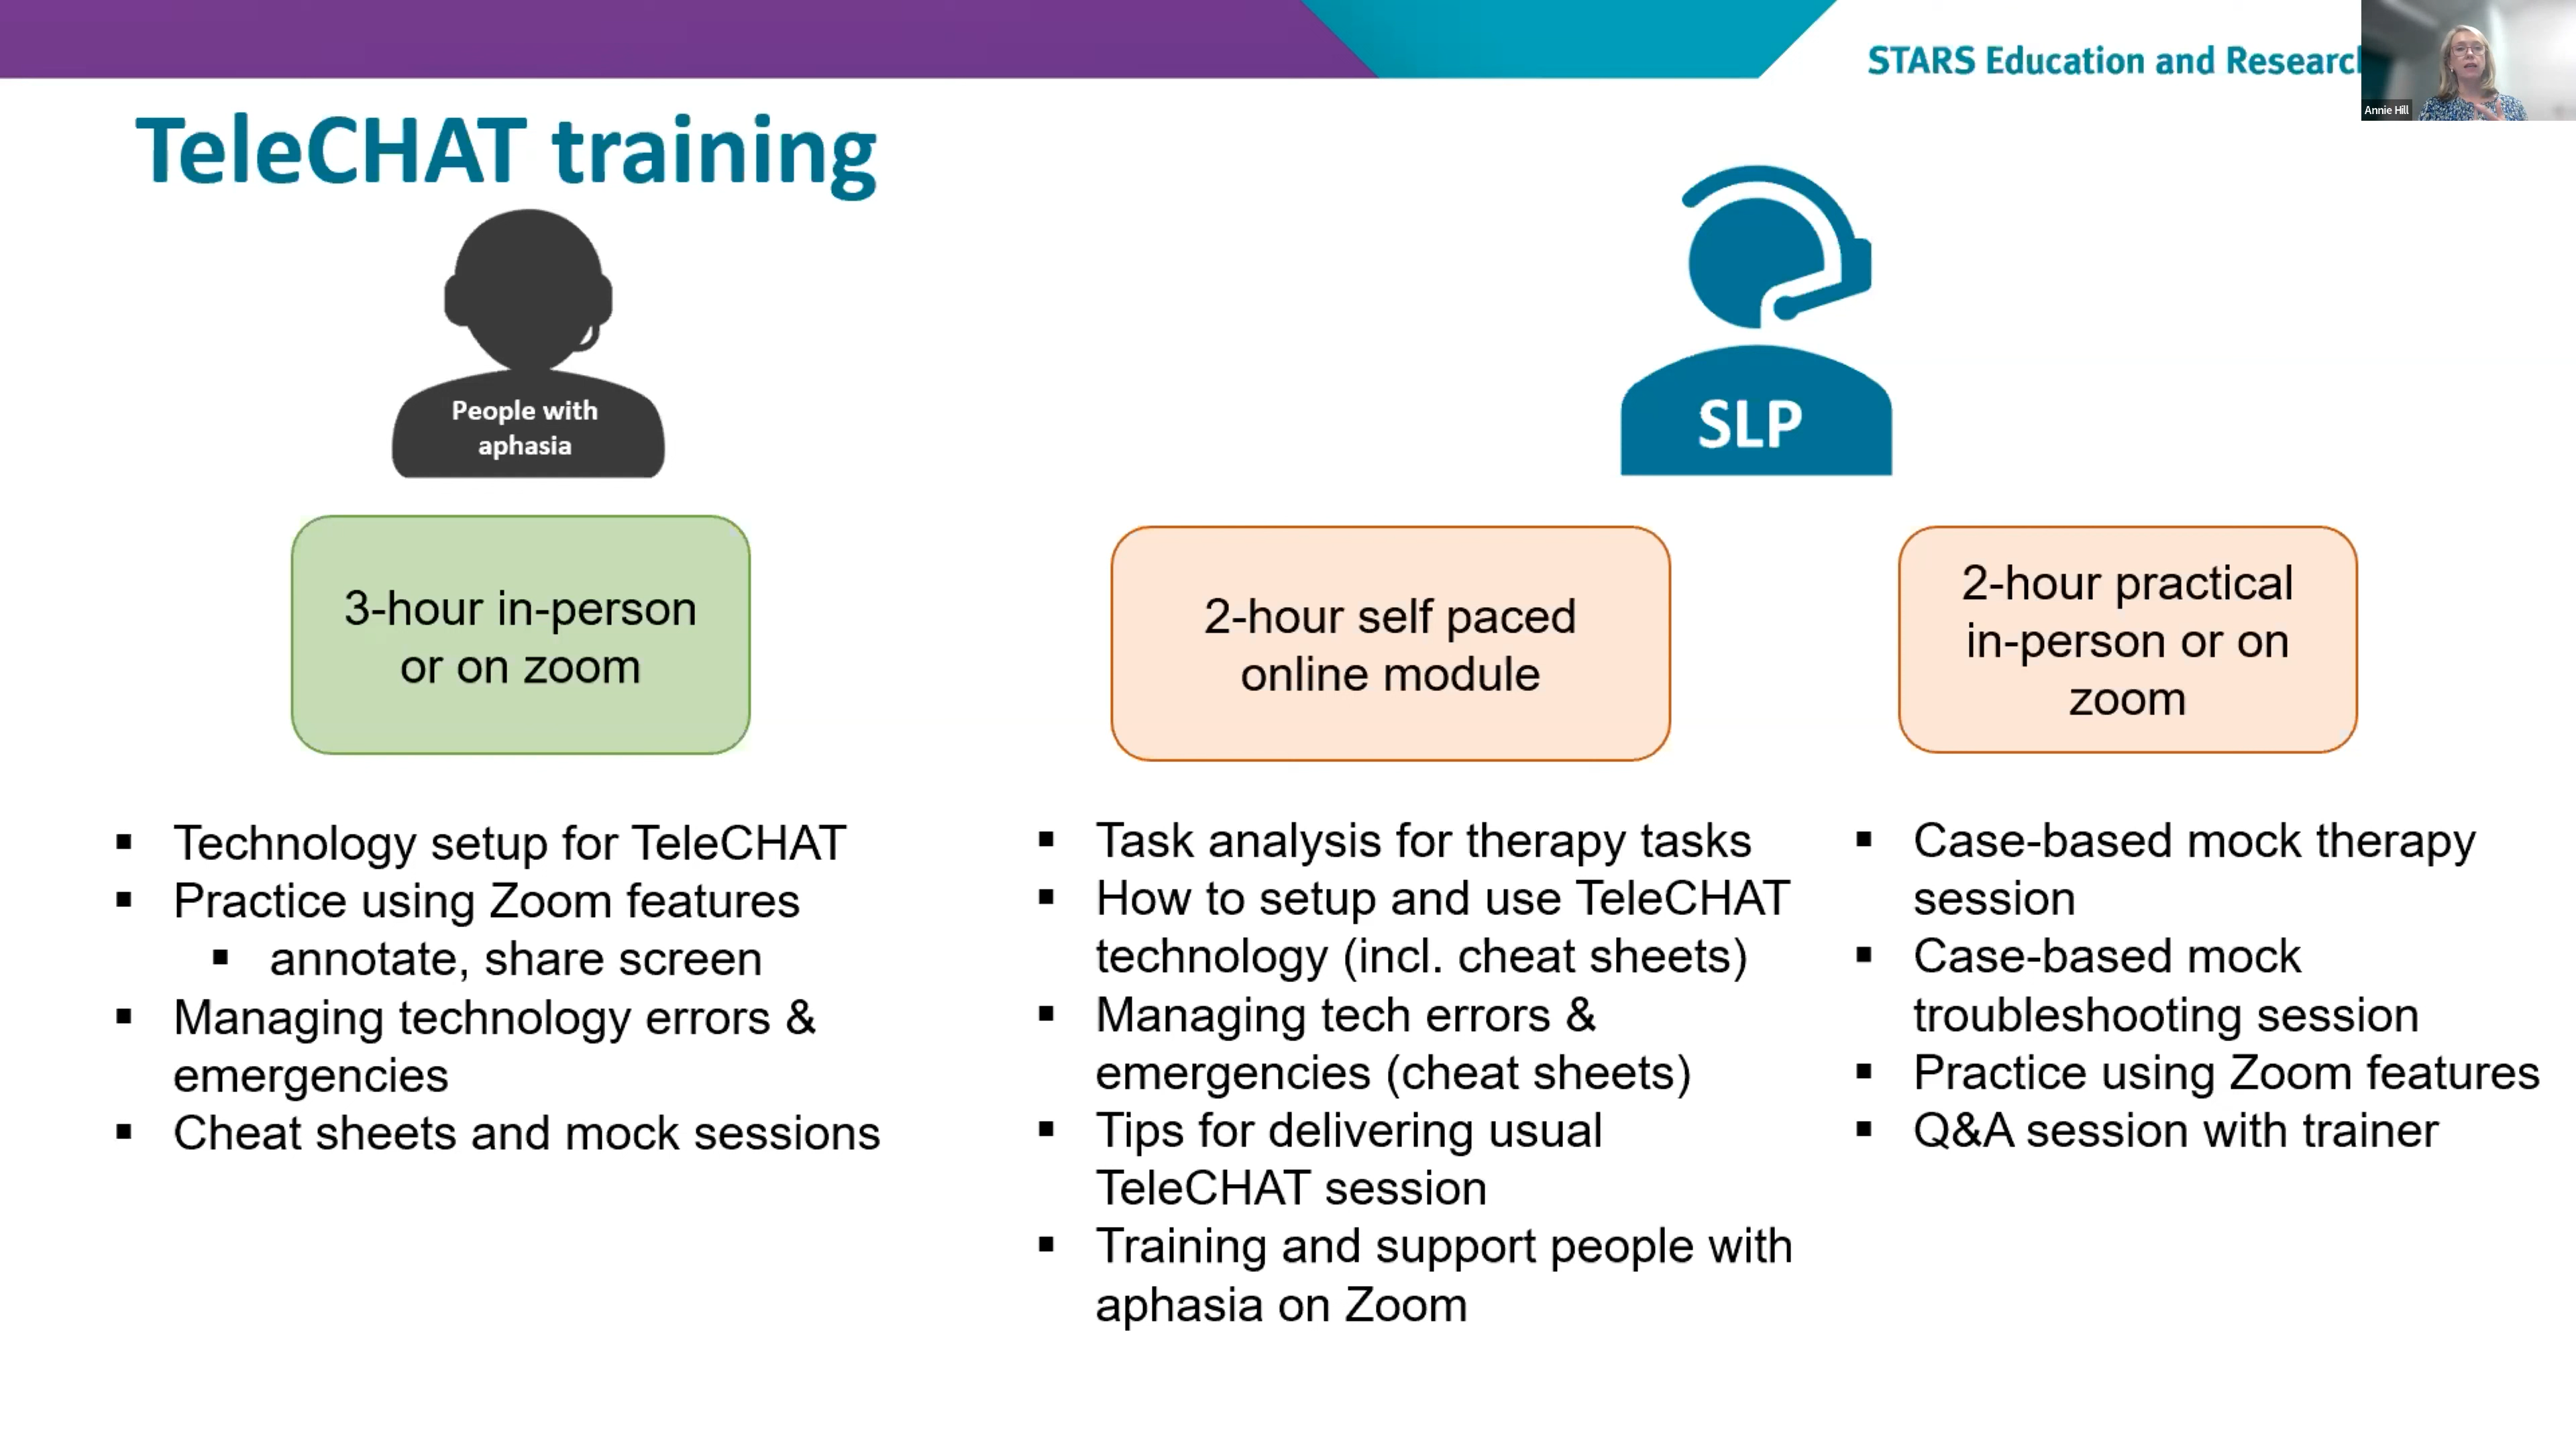 STARS Education and Research
Annie Hill
TeleCHAT training
People with
aphasia
SLP
3-hour in-person
or on zoom
▪ Technology setup for TeleCHAT
▪ Practice using Zoom features
▪ annotate, share screen
▪ Managing technology errors &
emergencies
▪ Cheat sheets and mock sessions
2-hour self paced
online module
▪ Task analysis for therapy tasks
▪ How to setup and use TeleCHAT
technology (incl. cheat sheets)
▪ Managing tech errors &
emergencies (cheat sheets)
▪ Tips for delivering usual
TeleCHAT session
▪ Training and support people with
aphasia on Zoom
2-hour practical
in-person or on
zoom
▪ Case-based mock therapy
session
▪ Case-based mock
troubleshooting session
▪ Practice using Zoom features
▪ Q&A session with trainer